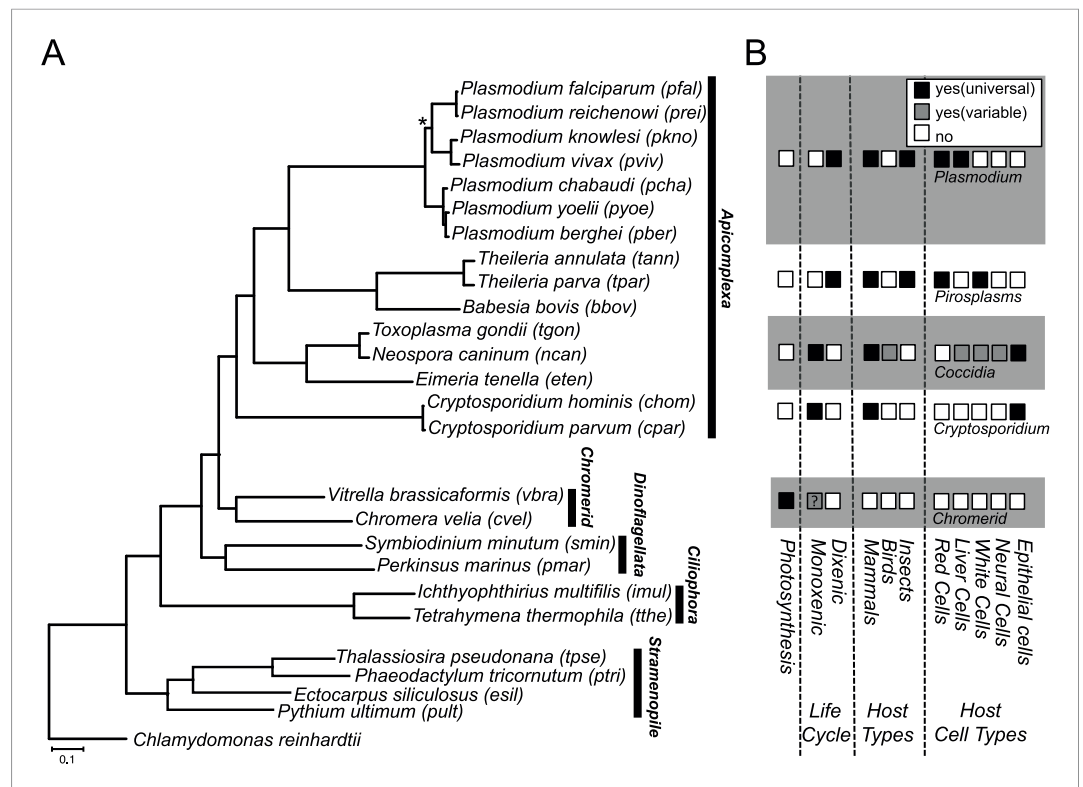 A
B
Plasmodium falciparum (pfal)
Plasmodium reichenowi (prei)
*
Plasmodium knowlesi (pkno)
Plasmodium vivax (pviv)
Plasmodium chabaudi (pcha)
Plasmodium yoelii (pyoe)
Plasmodium berghei (pber)
Theileria annulata (tann)
Theileria parva (tpar)
Babesia bovis (bbov)
Toxoplasma gondii (tgon)
Neospora caninum (ncan)
Eimeria tenella (eten)
Cryptosporidium hominis (chom)
Cryptosporidium parvum (cpar)
Apicomplexa
Vitrella brassicaformis (vbra)
Chromera velia (cvel)
Chromerid
Symbiodinium minutum (smin)
Perkinsus marinus (pmar)
Dinoflagellata
Ichthyophthirius multifilis (imul)
Tetrahymena thermophila (tthe)
Ciliophora
Thalassiosira pseudonana (tpse)
Phaeodactylum tricornutum (ptri)
Ectocarpus siliculosus (esil)
Pythium ultimum (pult)
Stramenopile
Chlamydomonas reinhardtii
0.1
yes(universal)
yes(variable)
no
Plasmodium
Pirosplasms
Coccidia
Cryptosporidium
?
Chromerid
Photosynthesis
Monoxenic
Dixenic
Mammals
Birds
Insects
Red Cells
Liver Cells
White Cells
Neural Cells
Epithelial cells
Life
Cycle
Host
Types
Host
Cell Types